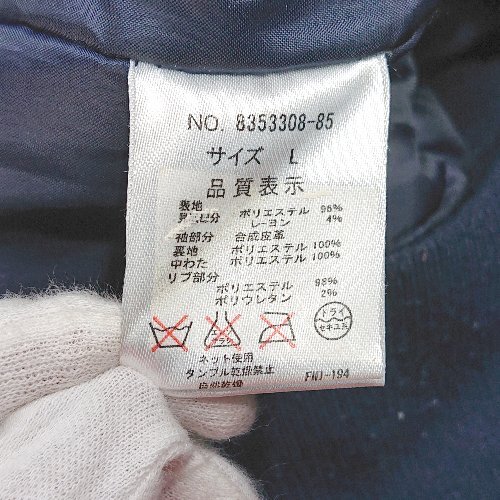 NO. 8353308-85
サイズ L
品質表示
表地
ポリエステル 96%
レーヨン 4%
袖部分 合成皮革
裏地 ポリエステル 100%
中わた ポリエステル 100%
リブ部分
ポリエステル 98%
ポリウレタン 2%
ドライ
セキユ系
ネット使用
タンブル乾燥禁止
自然乾燥